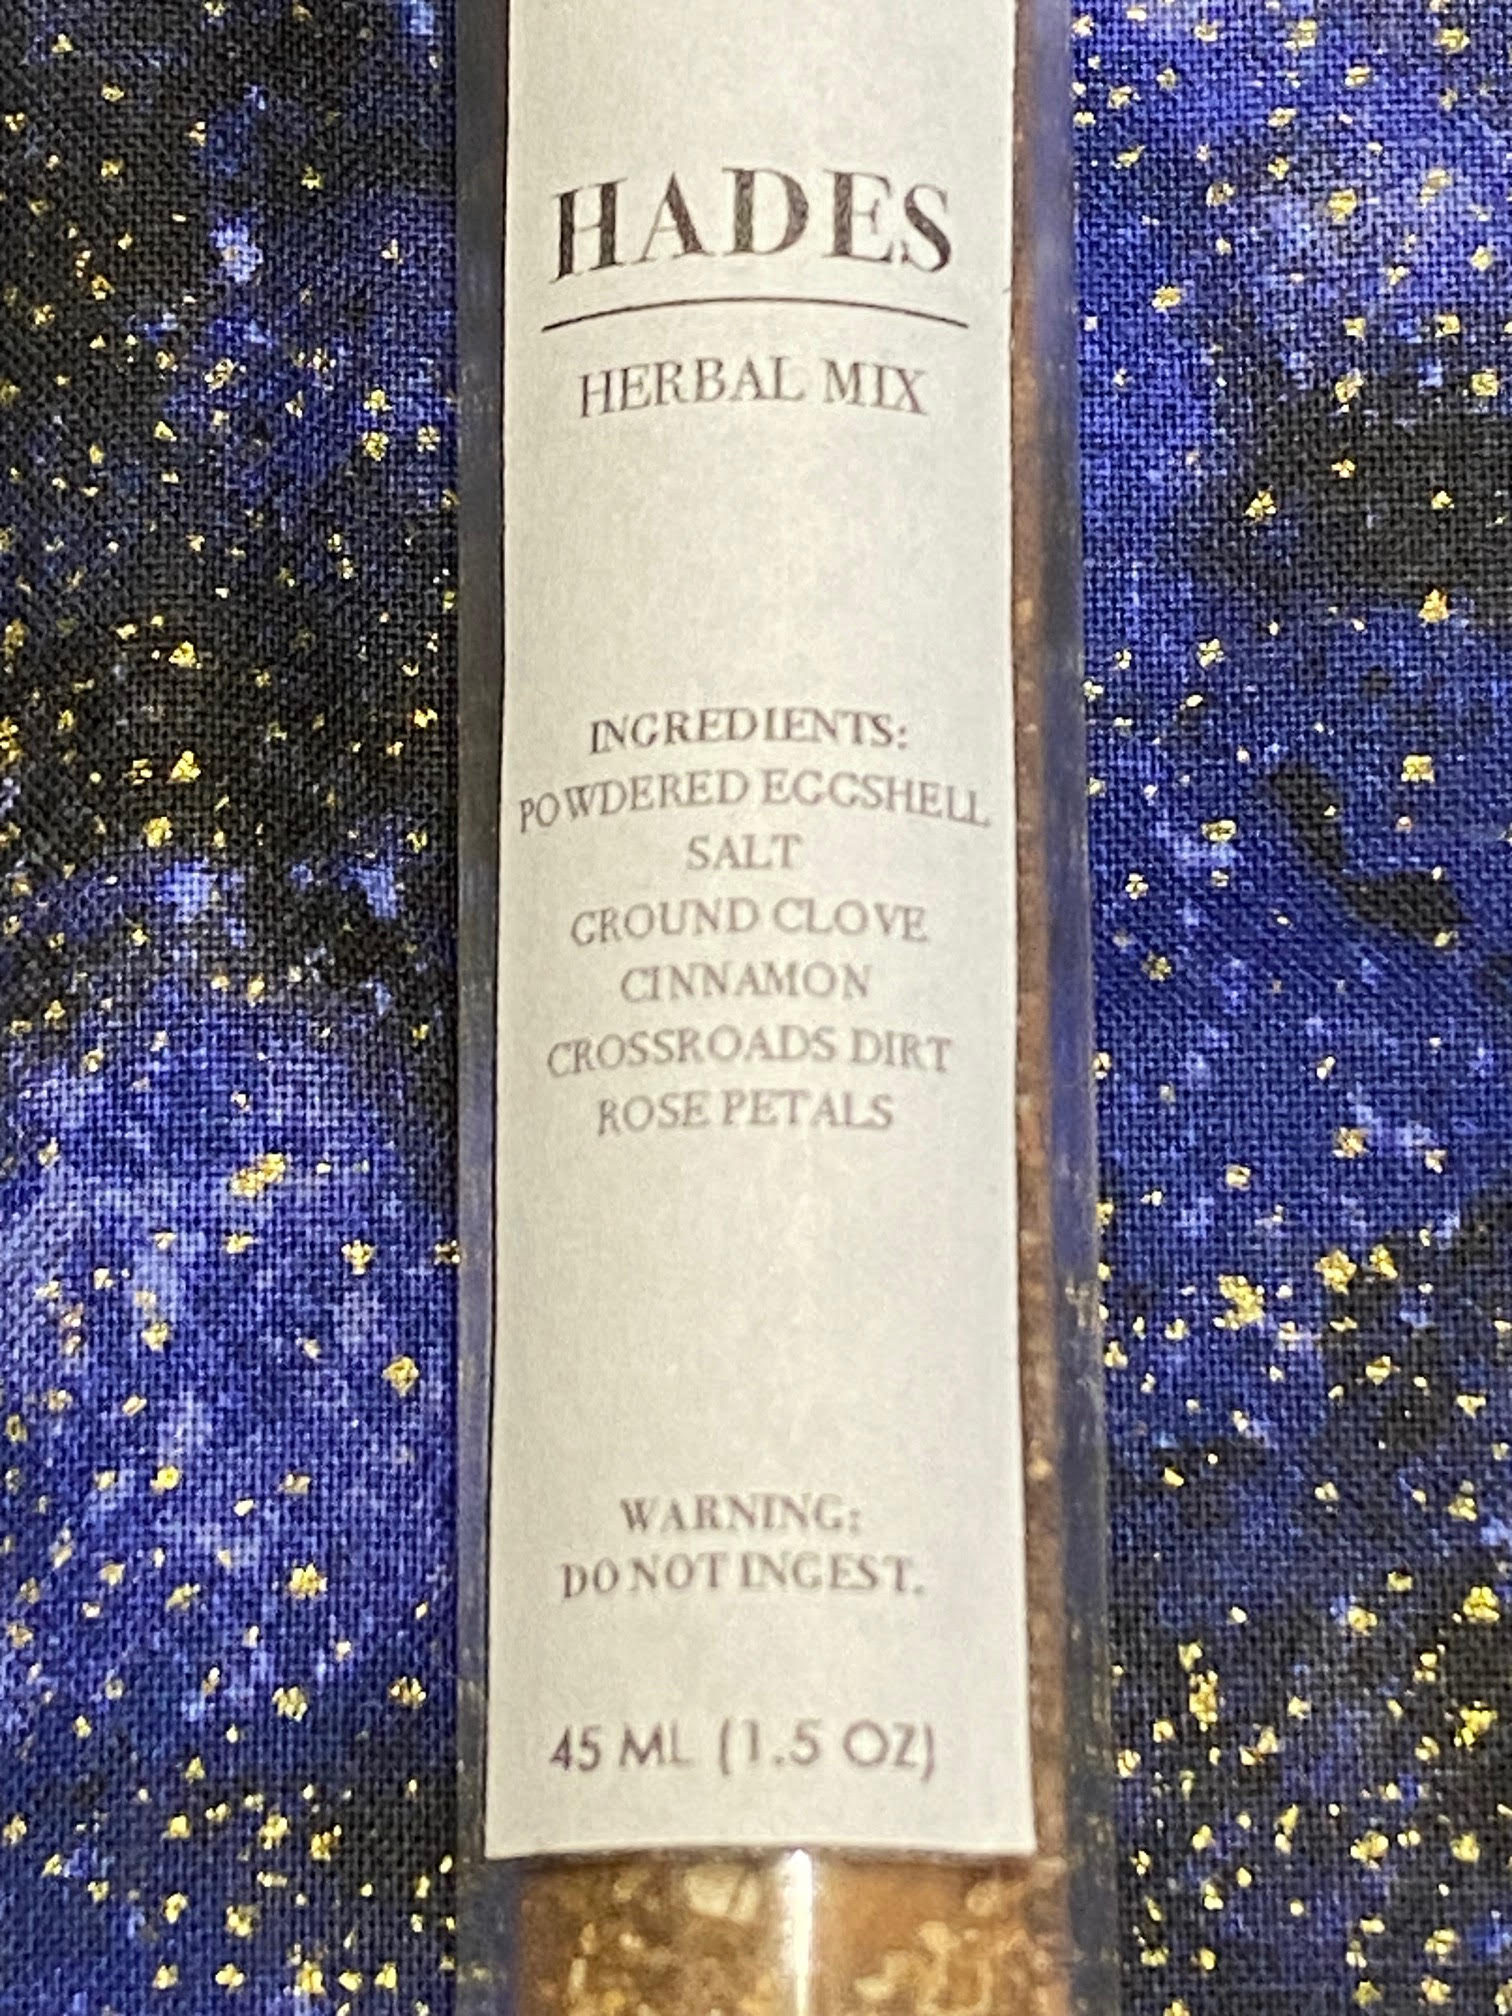 HADES
HERBAL MIX
INGREDIENTS:
POWDERED EGGSHELL
SALT
GROUND CLOVE
CINNAMON
CROSSROADS DIRT
ROSE PETALS
WARNING:
DO NOT INGEST.
45 ML (1.5 OZ)